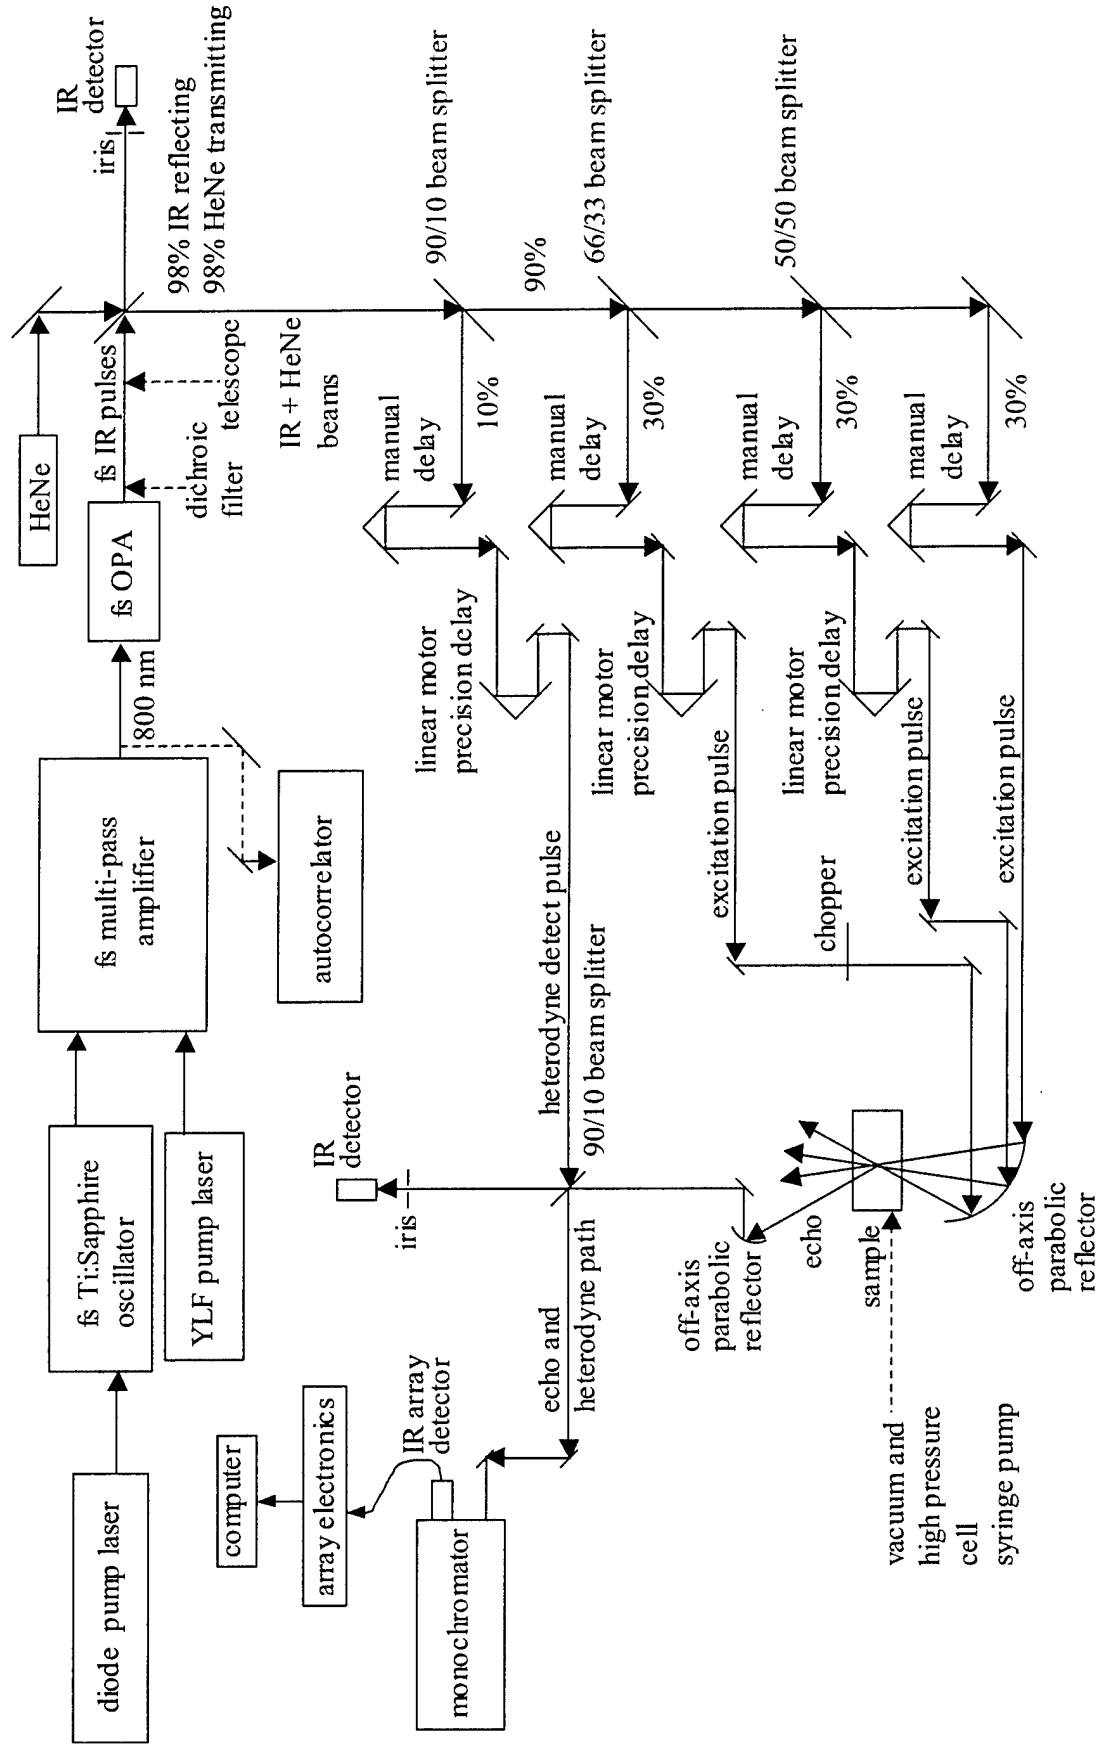 diode pump laser
fs Ti:Sapphire
oscillator
YLF pump laser
fs multi-pass
amplifier
autocorrelator
800 nm
fs OPA
HeNe
fs IR pulses
dichroic
filter
telescope
iris
IR
detector
98% IR reflecting
98% HeNe transmitting
IR + HeNe
beams
90/10 beam splitter
90%
66/33 beam splitter
50/50 beam splitter
manual
delay
10%
manual
delay
30%
manual
delay
30%
manual
delay
30%
linear motor
precision delay
linear motor
precision delay
linear motor
precision delay
heterodyne detect pulse
90/10 beam splitter
excitation pulse
chopper
excitation pulse
excitation pulse
IR
detector
iris
computer
array electronics
IR array
detector
monochromator
echo and
heterodyne path
off-axis
parabolic
reflector
echo
sample
off-axis
parabolic
reflector
vacuum and
high pressure
cell
syringe pump